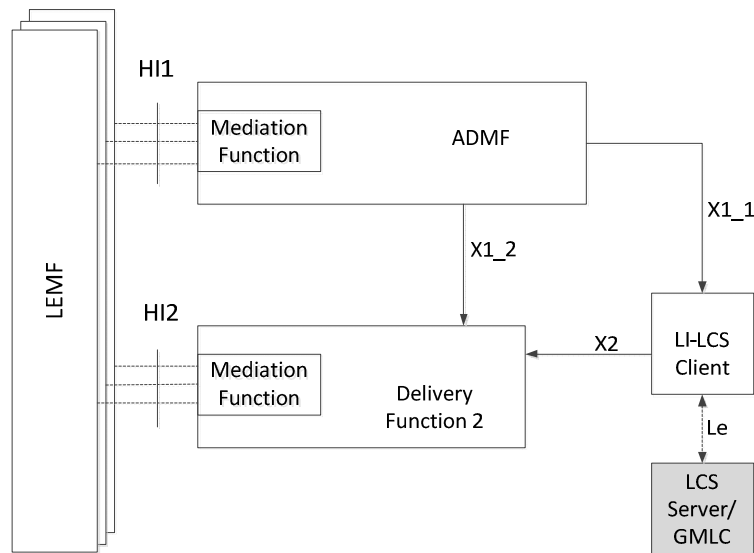 HI1
Mediation
Function
ADMF
X1_1
X1_2
LEMF
HI2
Mediation
Function
Delivery
Function 2
X2
LI-LCS
Client
Le
LCS
Server/
GMLC